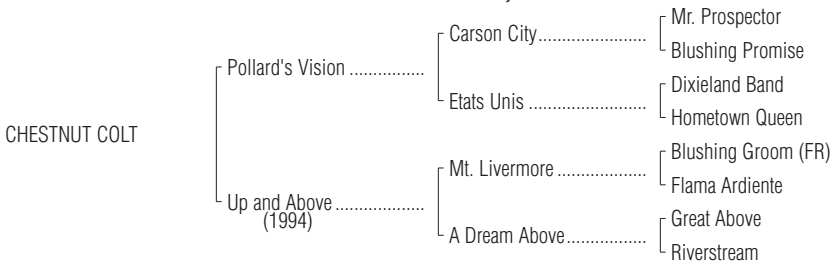 Mr. Prospector
Carson City
Blushing Promise
Pollard's Vision
Dixieland Band
Etats Unis
Hometown Queen
CHESTNUT COLT
Blushing Groom (FR)
Mt. Livermore
Flama Ardiente
Up and Above
(1994)
Great Above
A Dream Above
Riverstream